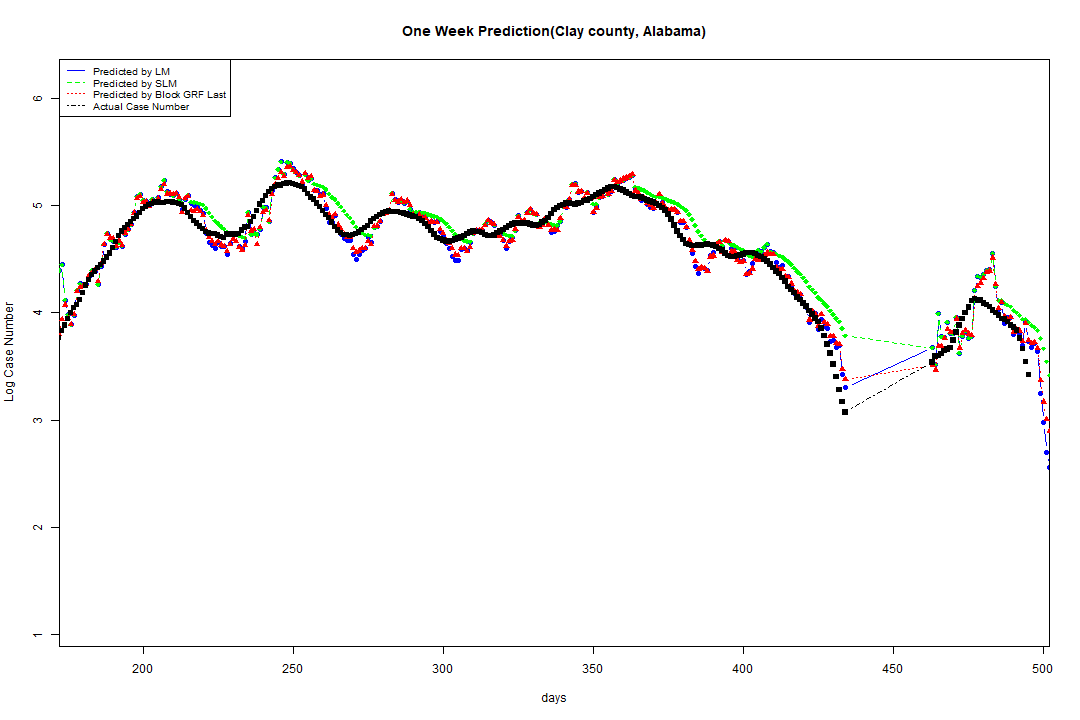 One Week Prediction(Clay county, Alabama)
Predicted by LM
Predicted by SLM
Predicted by Block GRF Last
Actual Case Number
Log Case Number
6
5
4
3
2
1
200 250 300 350 400 450 500
days